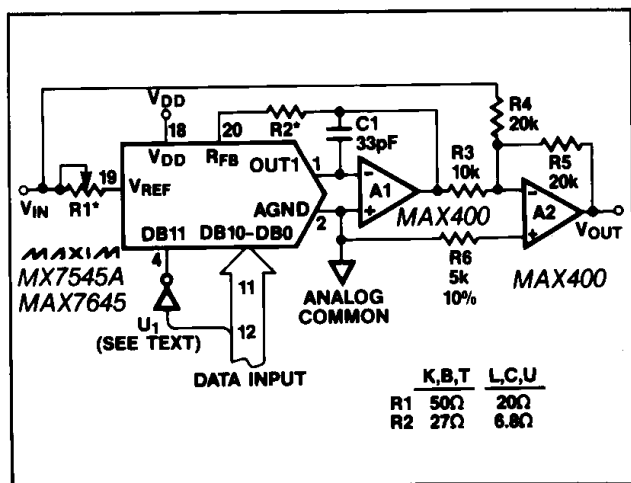 VDD
18
20
R2*
C1
33pF
R4
20k
R5
20k
VDD
RFB
OUT1
1
R3
10k
19
VREF
VIN
R1*
A1
MAX400
A2
VOUT
AGND
2
DB11
DB10-DB0
4
R6
5k
10%
MAX400
MAXIM
MX7545A
MAX7645
ANALOG
COMMON
11
12
U1
(SEE TEXT)
DATA INPUT
K,B,T L,C,U
R1 50Ω 20Ω
R2 27Ω 6.8Ω
-
+
-
+